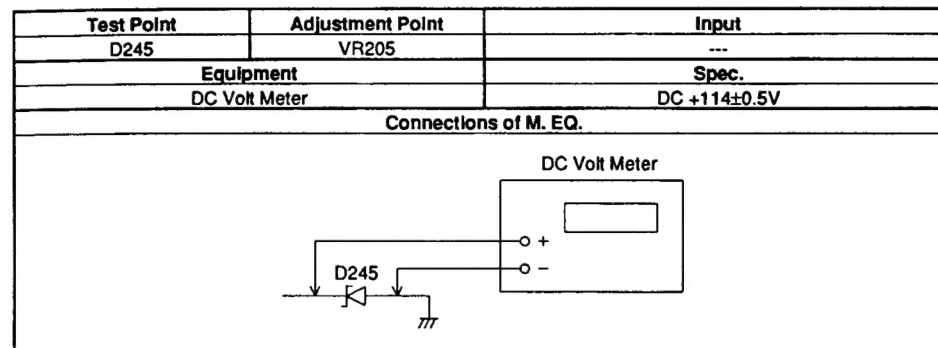 Test Point Adjustment Point Input
D245 VR205 ---
Equipment Spec.
DC Volt Meter DC +114±0.5V
Connections of M. EQ.
DC Volt Meter
+
−
D245